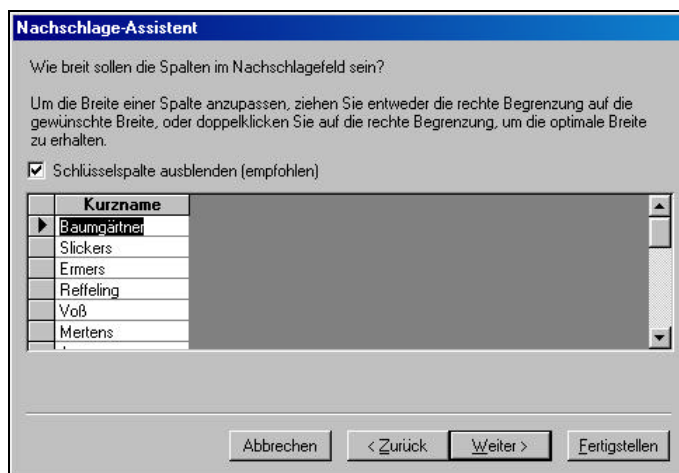 Nachschlage-Assistent
Wie breit sollen die Spalten im Nachschlagefeld sein?
Um die Breite einer Spalte anzupassen, ziehen Sie entweder die rechte Begrenzung auf die
gewünschte Breite, oder doppelklicken Sie auf die rechte Begrenzung, um die optimale Breite
zu erhalten.
Schlüsselspalte ausblenden (empfohlen)
Kurzname
Baumgärtner
Slickers
Ermers
Reffeling
Voß
Mertens
Abbrechen
< Zurück
Weiter >
Fertigstellen